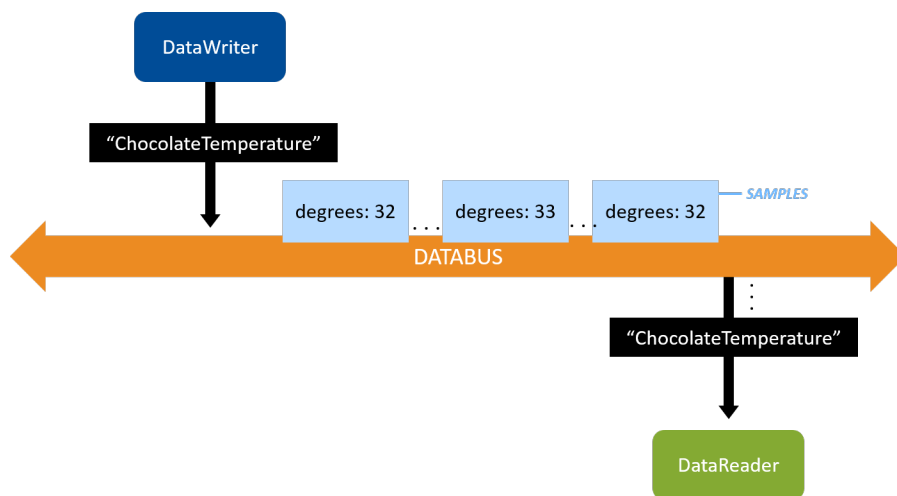 DataWriter
“ChocolateTemperature”
SAMPLES
degrees: 32
. . .
degrees: 33
. . .
degrees: 32
DATABUS
“ChocolateTemperature”
DataReader